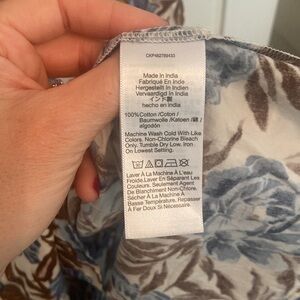 CKP482789433
Made In India
Fabriqué En Inde
Hergestellt In Indien
Vervaardigd In India
インド製
hecho en India
100%Cotton /Coton /
Baumwolle /Katoen / 綿 /
algodón
Machine Wash Cold With Like
Colors. Non-Chlorine Bleach
Only. Tumble Dry Low. Iron
On Lowest Setting.
Laver À La Machine À L'eau
Froide.Laver En Séparant Les
Couleurs. Seulement Agent
De Blanchiment Non-Chloré.
Sécher À La Machine À
Basse Température. Repasser
À Fer Doux Si Nécessaire.